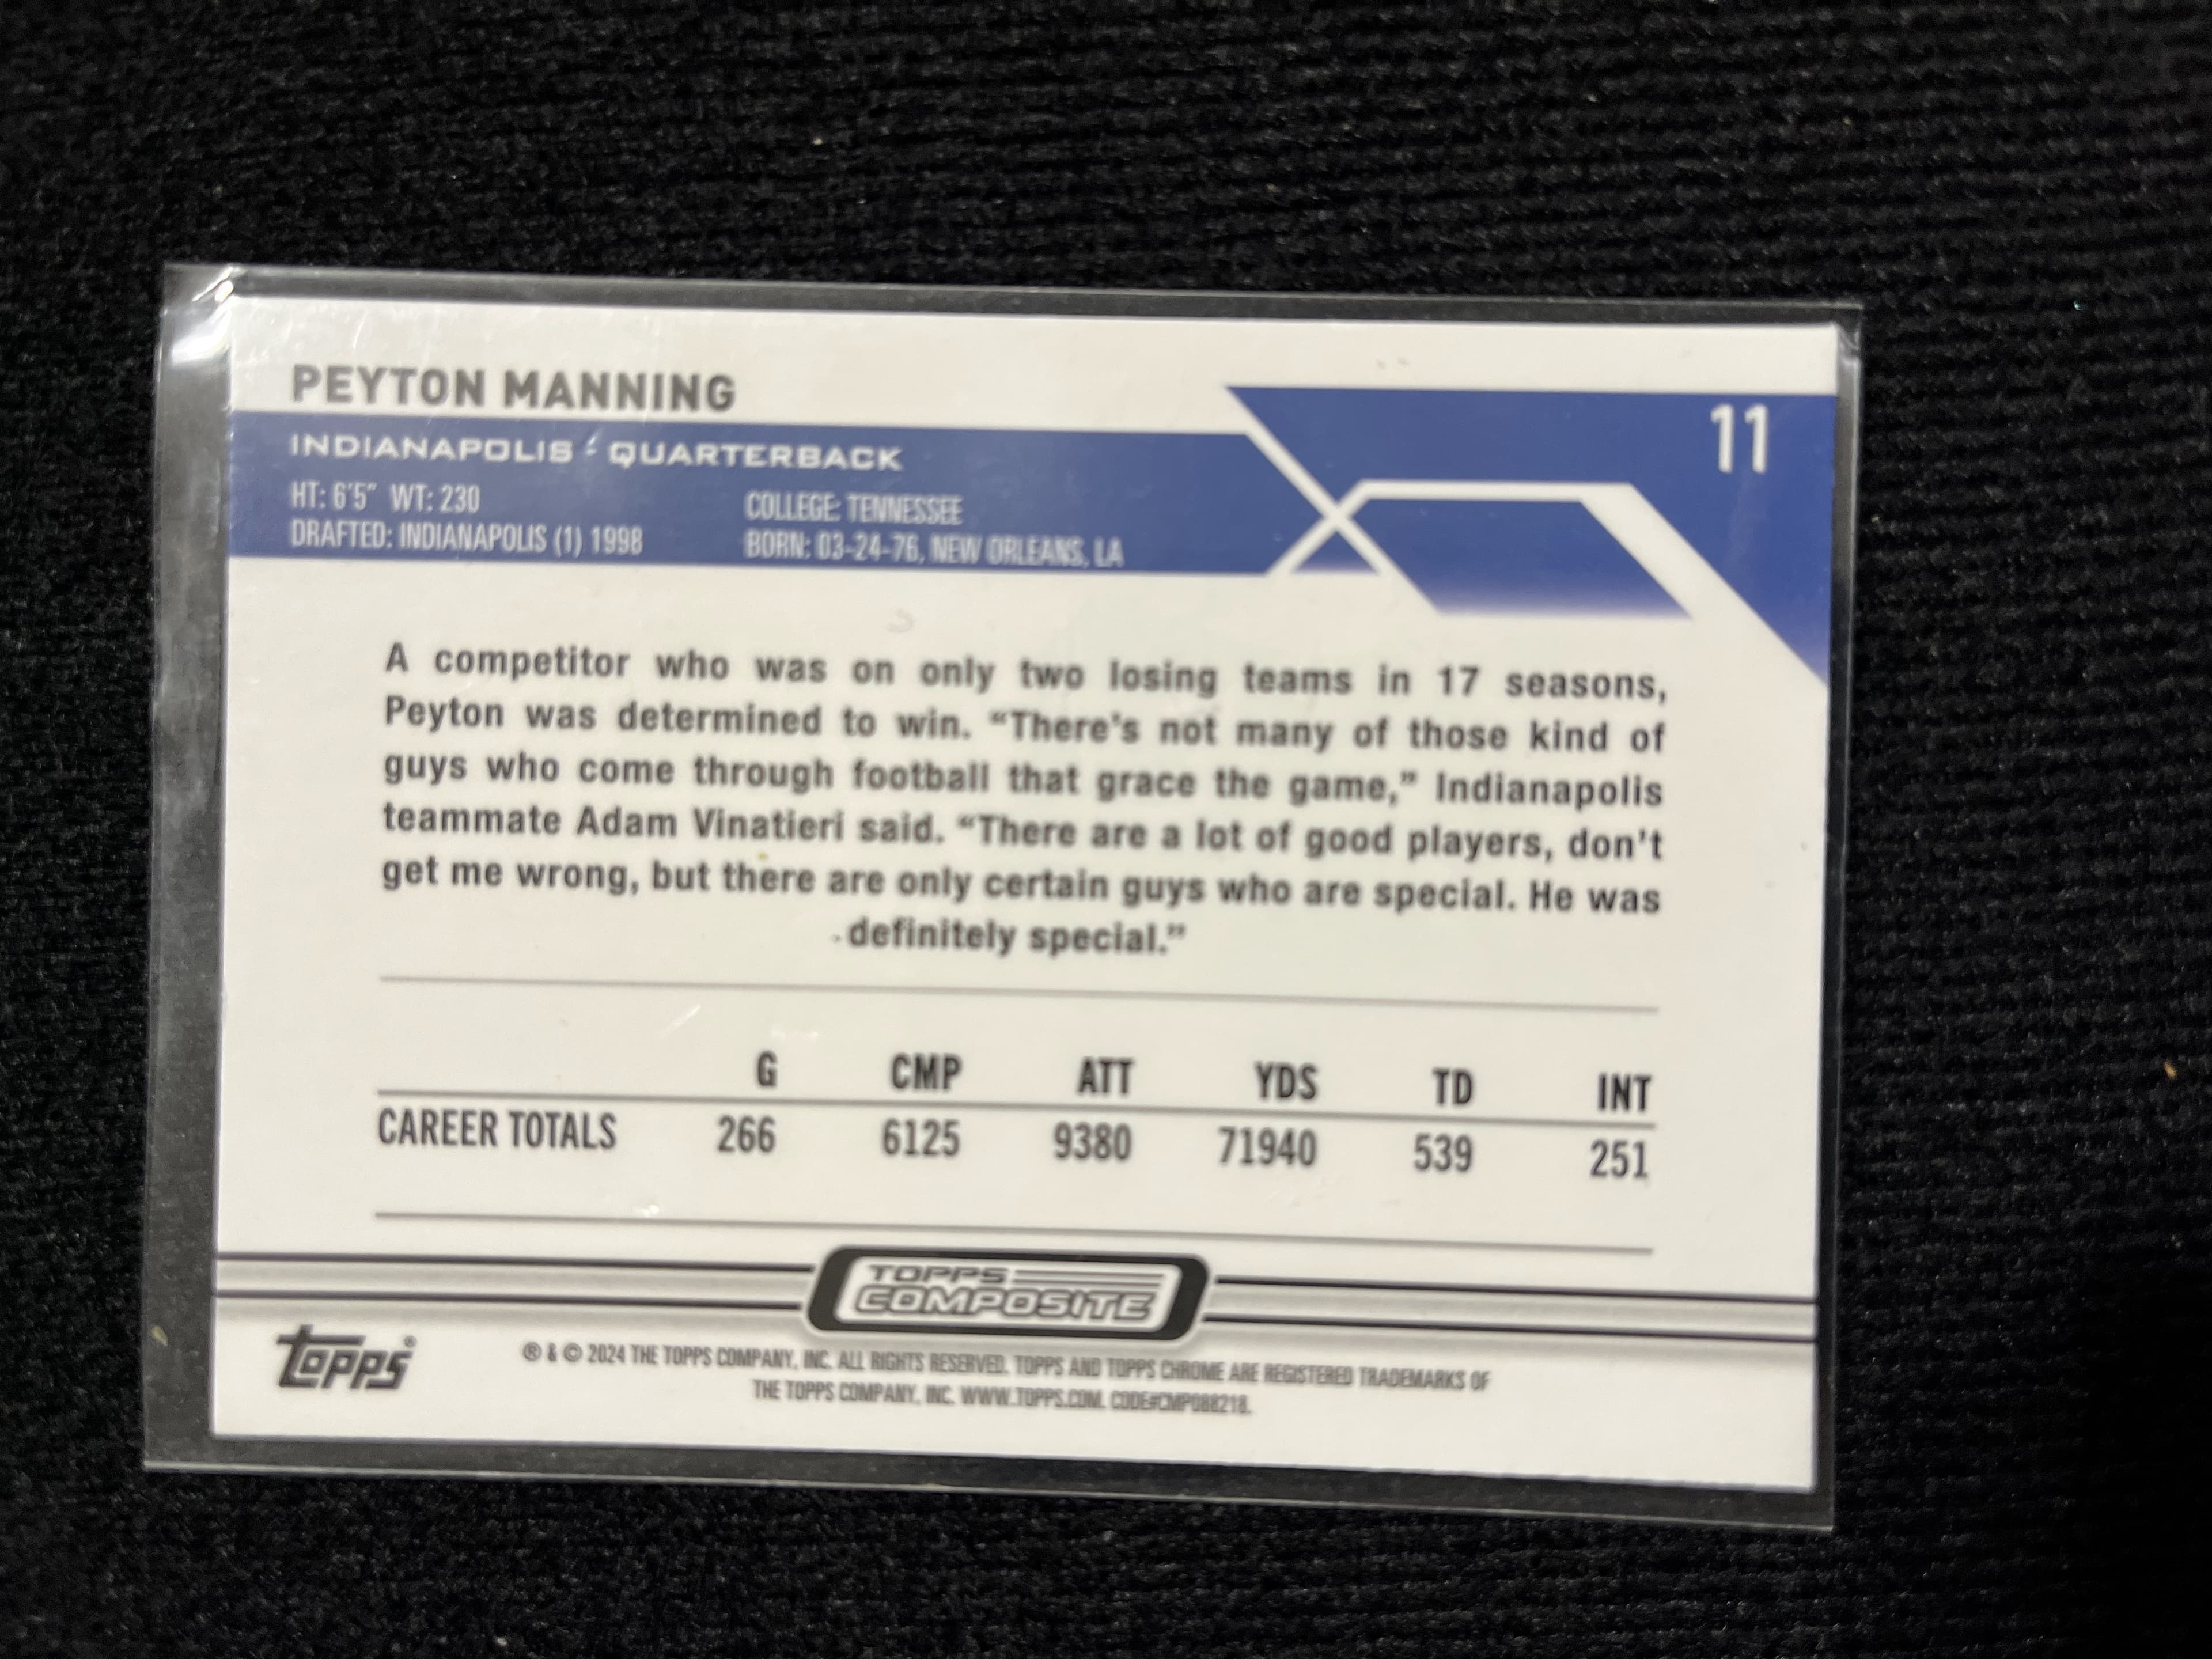 PEYTON MANNING
11
INDIANAPOLIS - QUARTERBACK
HT: 6'5" WT: 230
COLLEGE: TENNESSEE
DRAFTED: INDIANAPOLIS (1) 1998
BORN: 03-24-76, NEW ORLEANS, LA
A competitor who was on only two losing teams in 17 seasons,
Peyton was determined to win. “There's not many of those kind of
guys who come through football that grace the game,” Indianapolis
teammate Adam Vinatieri said. “There are a lot of good players, don't
get me wrong, but there are only certain guys who are special. He was
definitely special.”
G CMP ATT YDS TD INT
CAREER TOTALS 266 6125 9380 71940 539 251
TOPPS
COMPOSITE
topps®
® & © 2024 THE TOPPS COMPANY, INC. ALL RIGHTS RESERVED. TOPPS AND TOPPS CHROME ARE REGISTERED TRADEMARKS OF
THE TOPPS COMPANY, INC. WWW.TOPPS.COM. CODE#CMP088218.